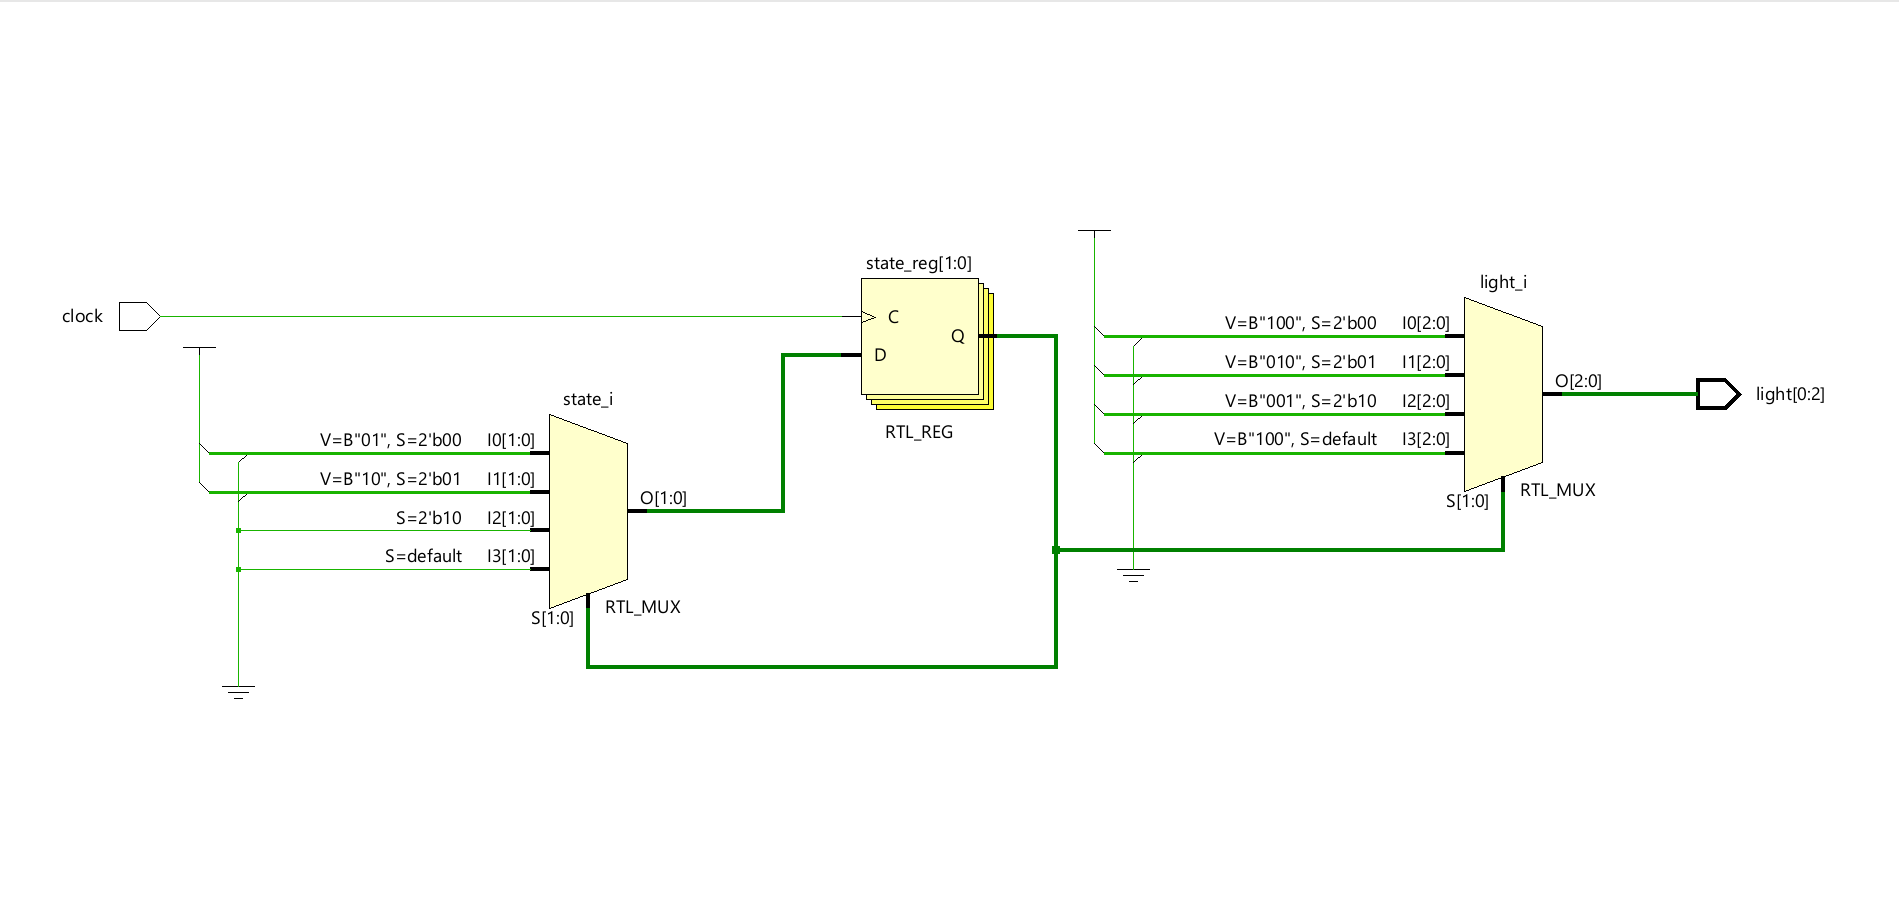 clock
state_i
V=B"01", S=2'b00 I0[1:0]
V=B"10", S=2'b01 I1[1:0]
S=2'b10 I2[1:0]
S=default I3[1:0]
O[1:0]
S[1:0]
RTL_MUX
state_reg[1:0]
C
D
Q
RTL_REG
light_i
V=B"100", S=2'b00 I0[2:0]
V=B"010", S=2'b01 I1[2:0]
V=B"001", S=2'b10 I2[2:0]
V=B"100", S=default I3[2:0]
O[2:0]
S[1:0]
RTL_MUX
light[0:2]